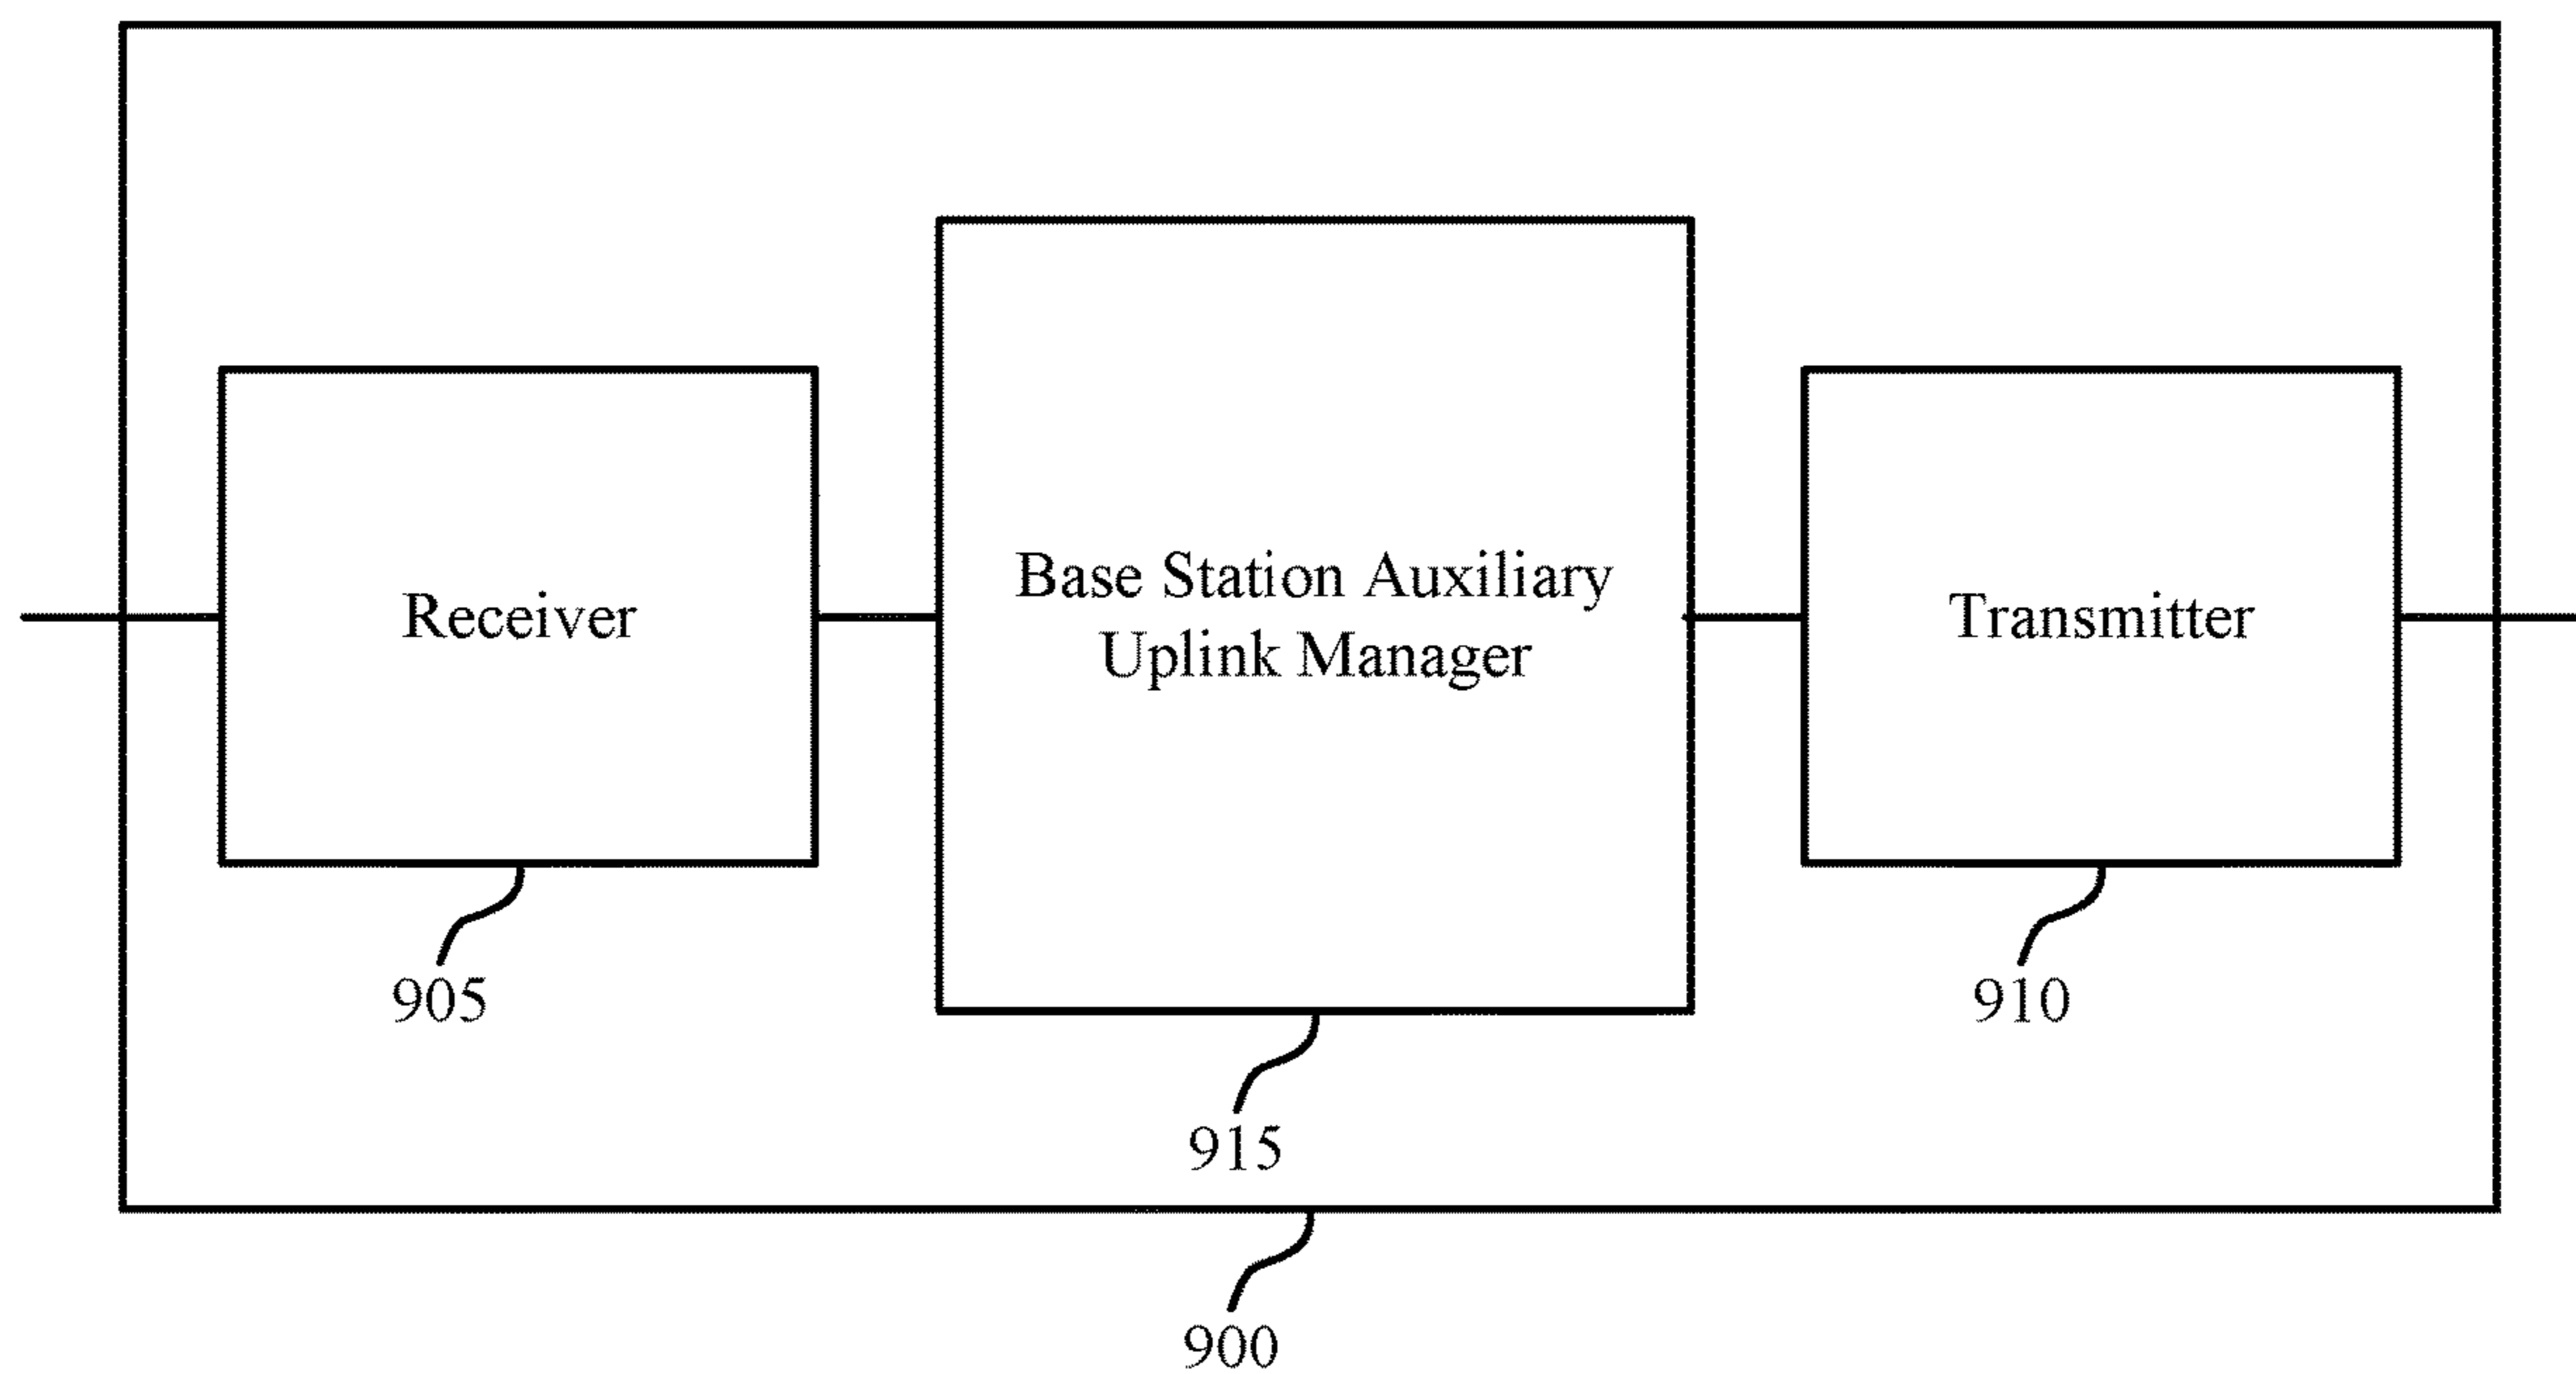 Receiver
Base Station Auxiliary
Uplink Manager
Transmitter
905
910
915
900